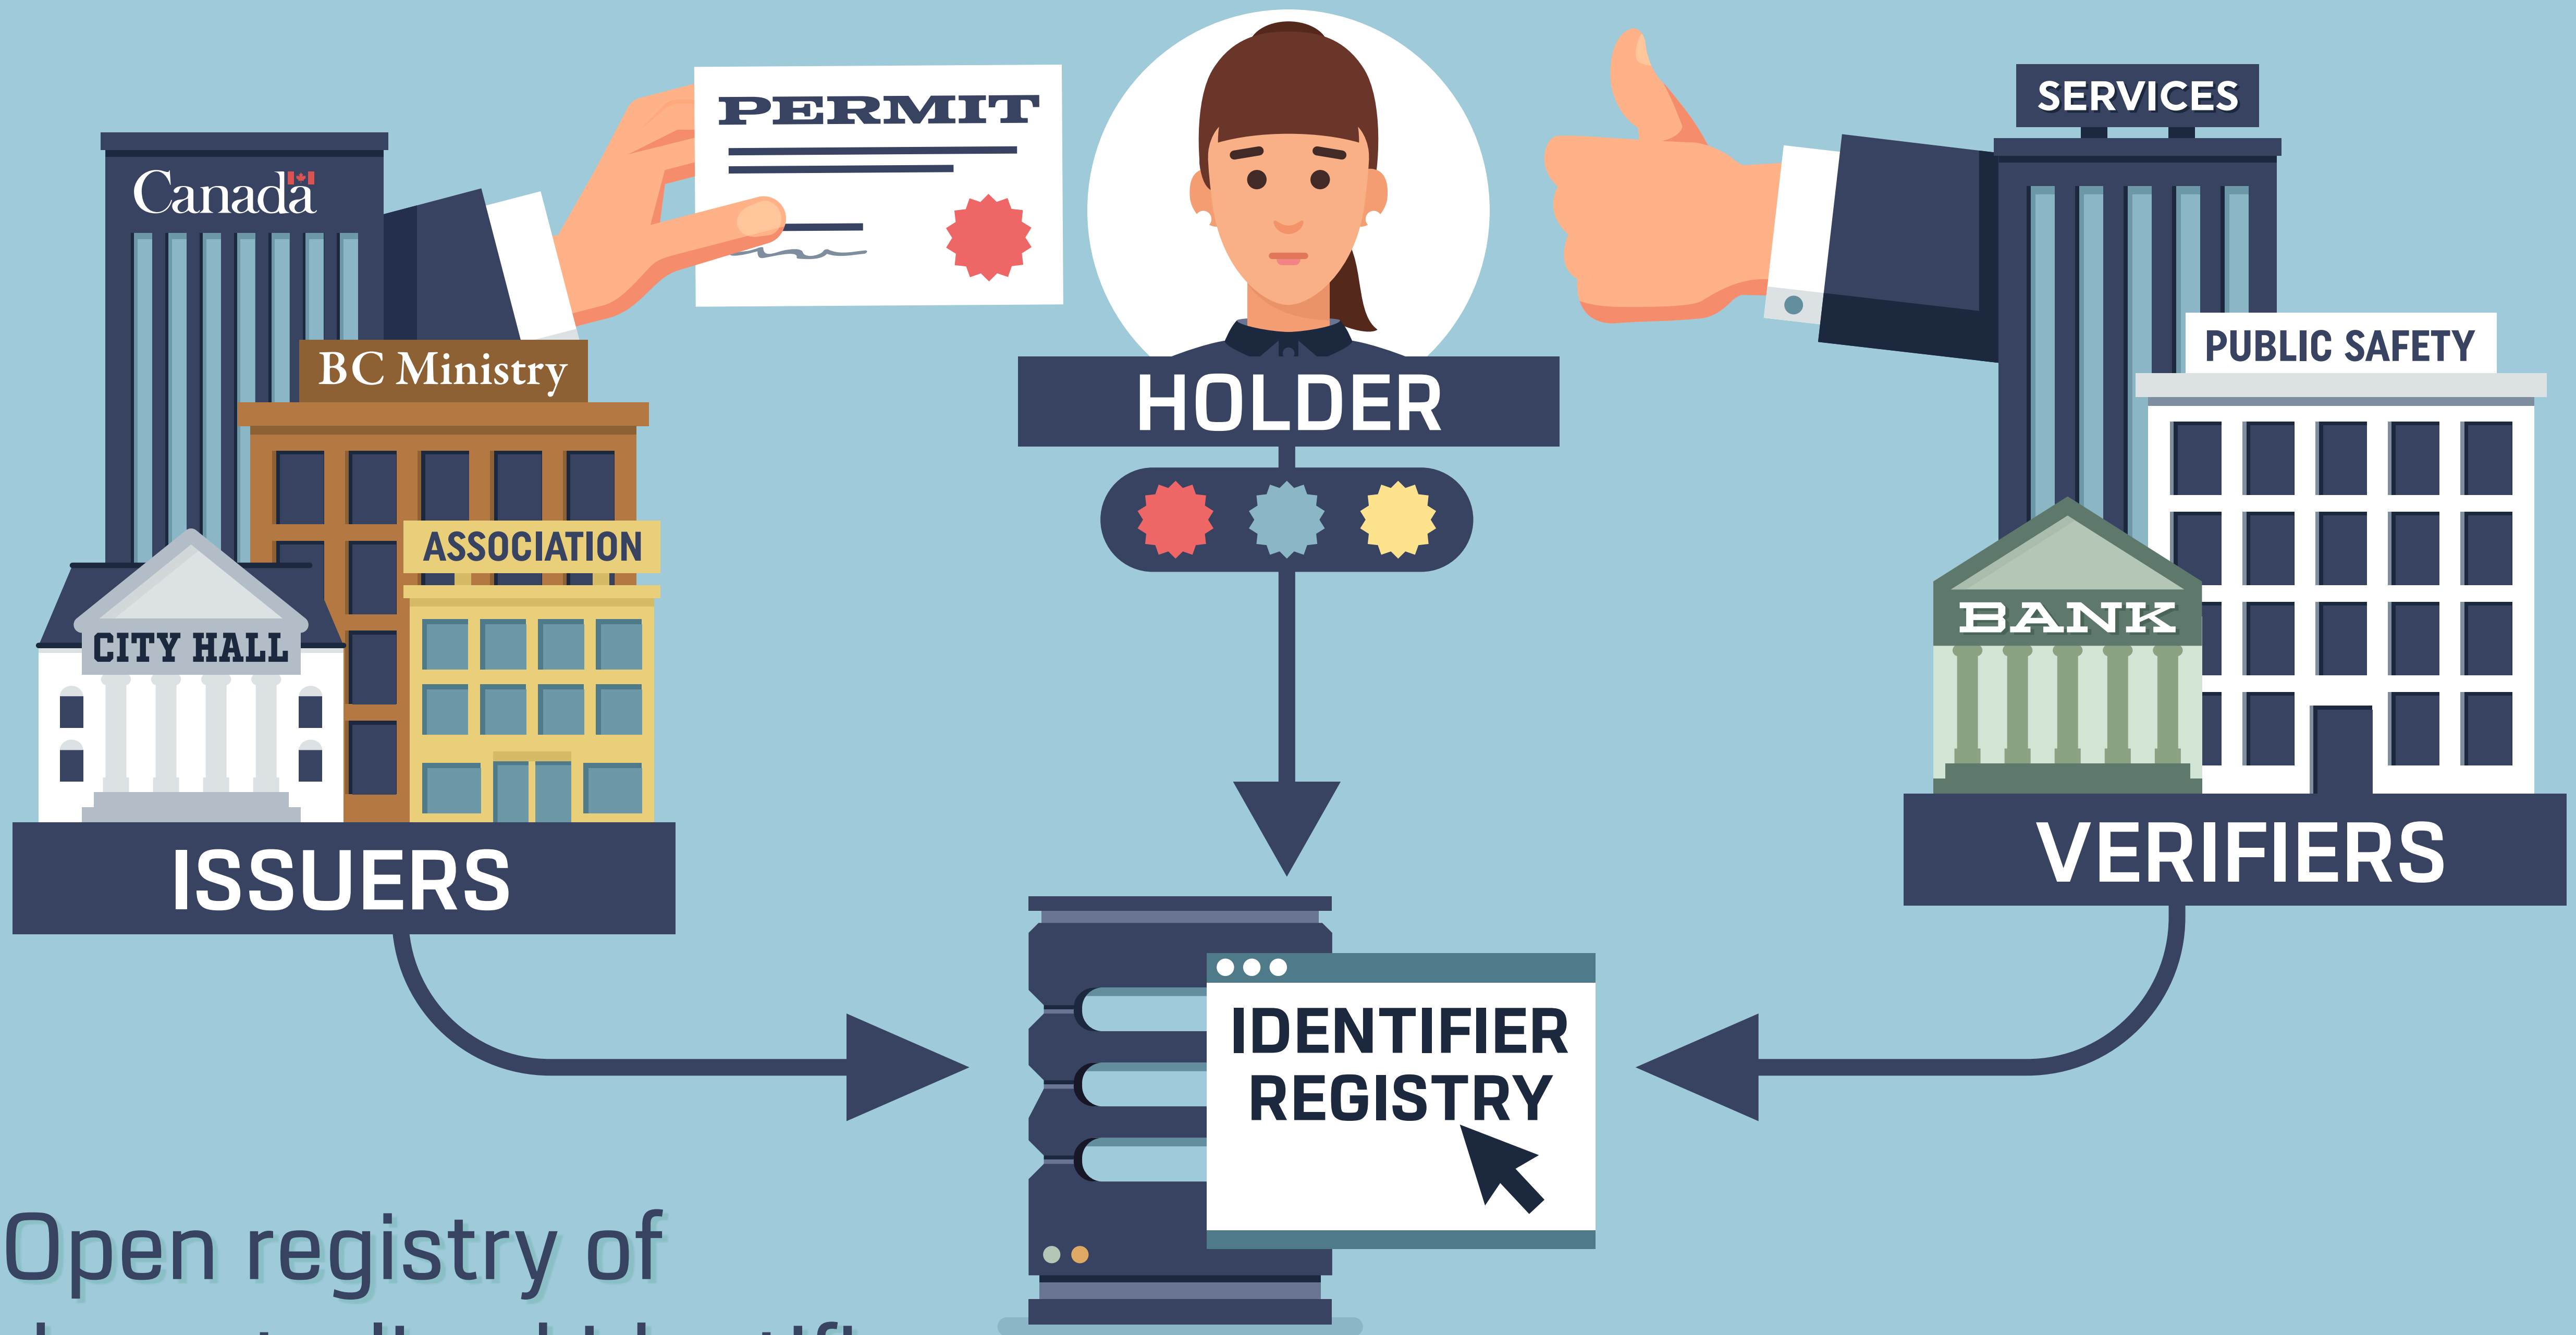 Canada
BC Ministry
ASSOCIATION
CITY HALL
ISSUERS
PERMIT
HOLDER
SERVICES
PUBLIC SAFETY
BANK
VERIFIERS
IDENTIFIER
REGISTRY
Open registry of